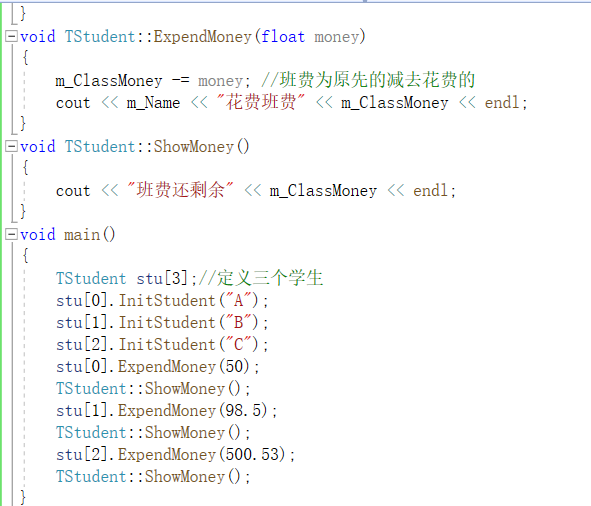 }
void TStudent::ExpendMoney(float money)
{
m_ClassMoney -= money; //班费为原先的减去花费的
cout << m_Name << "花费班费" << m_ClassMoney << endl;
}
void TStudent::ShowMoney()
{
cout << "班费还剩余" << m_ClassMoney << endl;
}
void main()
{
TStudent stu[3];//定义三个学生
stu[0].InitStudent("A");
stu[1].InitStudent("B");
stu[2].InitStudent("C");
stu[0].ExpendMoney(50);
TStudent::ShowMoney();
stu[1].ExpendMoney(98.5);
TStudent::ShowMoney();
stu[2].ExpendMoney(500.53);
TStudent::ShowMoney();
}